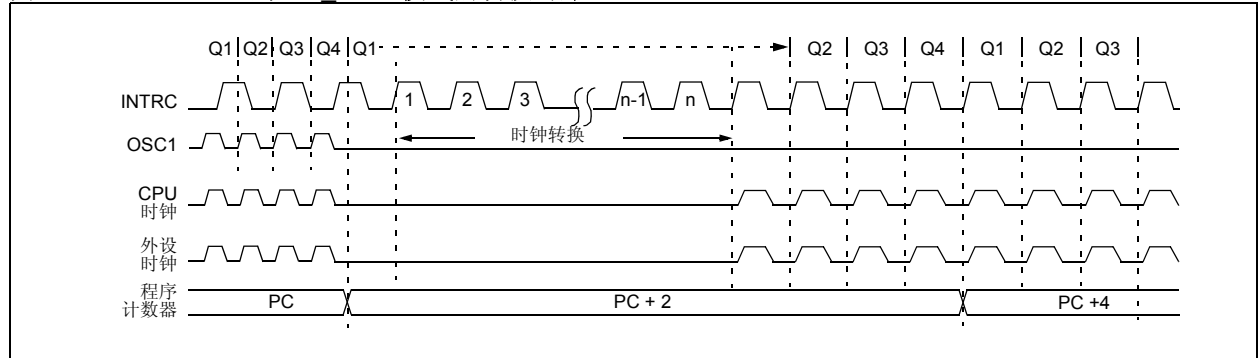 Q1 Q2 Q3 Q4 Q1 Q2 Q3 Q4 Q1 Q2 Q3
INTRC 1 2 3 n-1 n
时钟转换
OSC1
CPU
时钟
外设
时钟
程序
计数器
PC PC + 2 PC +4